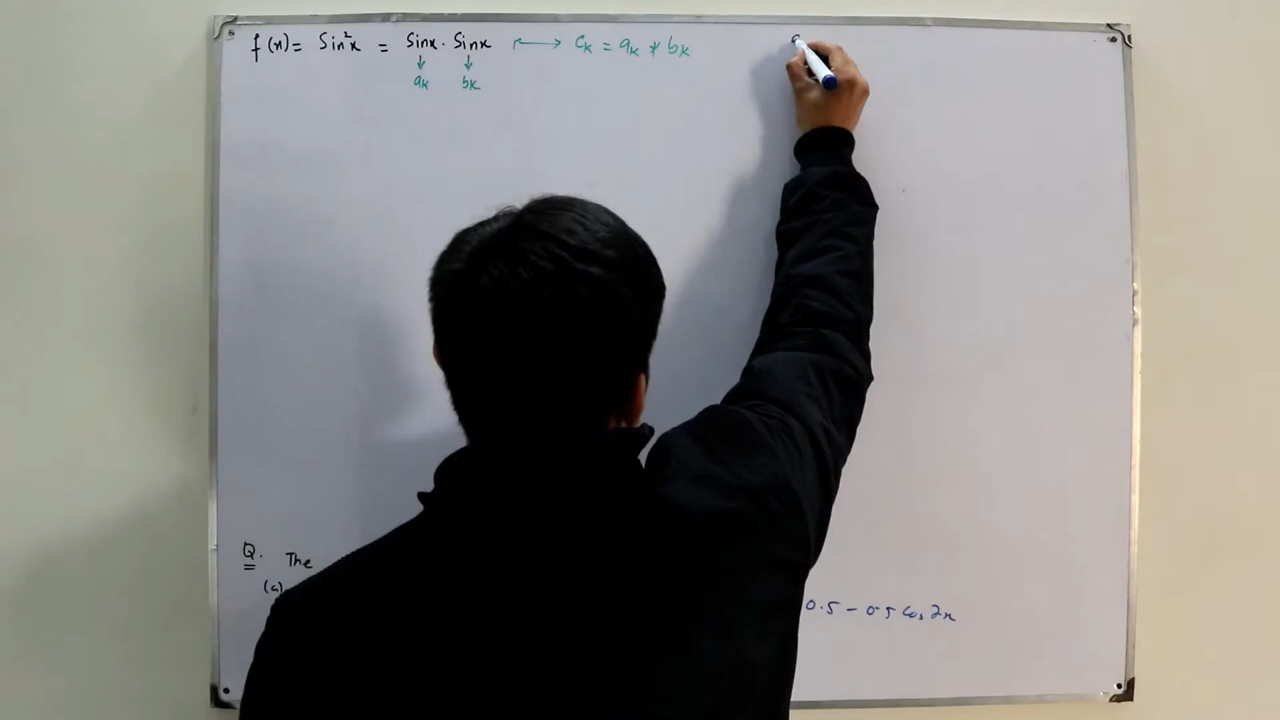 f(x) = Sin²x = Sinx · Sinx ⟷ Cₖ = aₖ * bₖ
↓ ↓
aₖ bₖ
Q. The
(a)
0.5 - 0.5 Cos 2x